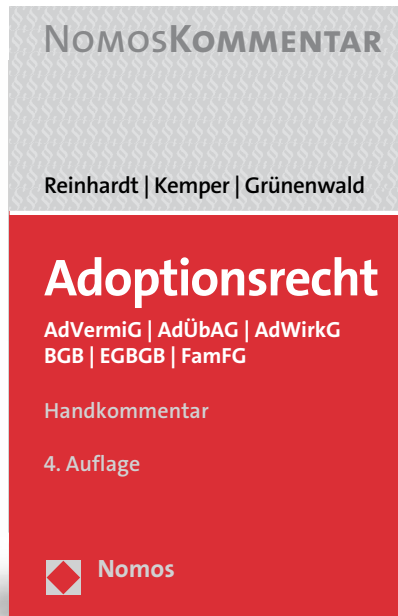 NomosKommentar
Reinhardt | Kemper | Grünenwald
Adoptionsrecht
AdVermiG | AdÜbAG | AdWirkG
BGB | EGBGB | FamFG
Handkommentar
4. Auflage
Nomos